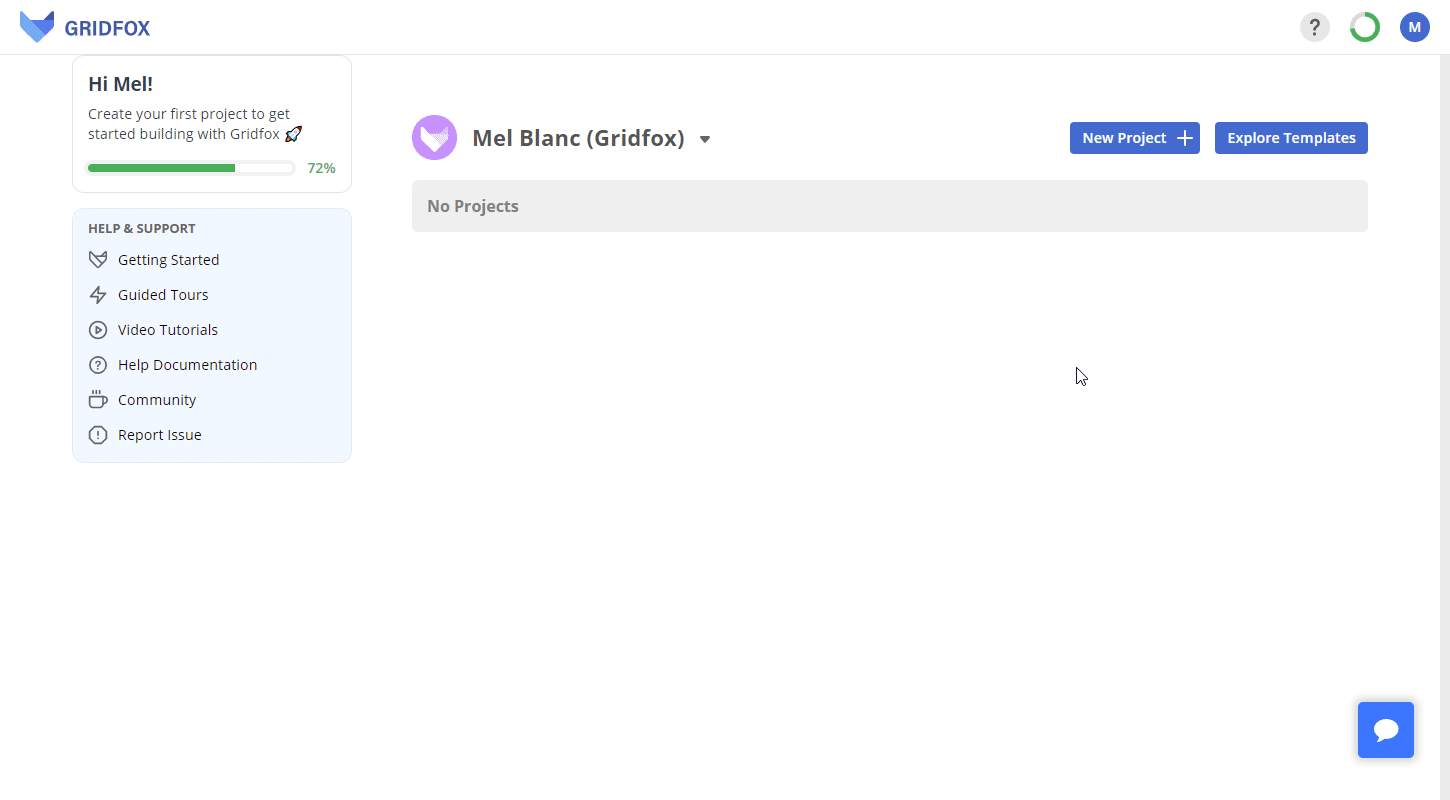 GRIDFOX
?
M
Hi Mel!
Create your first project to get
started building with Gridfox 🚀
72%
HELP & SUPPORT
Getting Started
Guided Tours
Video Tutorials
Help Documentation
Community
Report Issue
Mel Blanc (Gridfox)
New Project
Explore Templates
No Projects